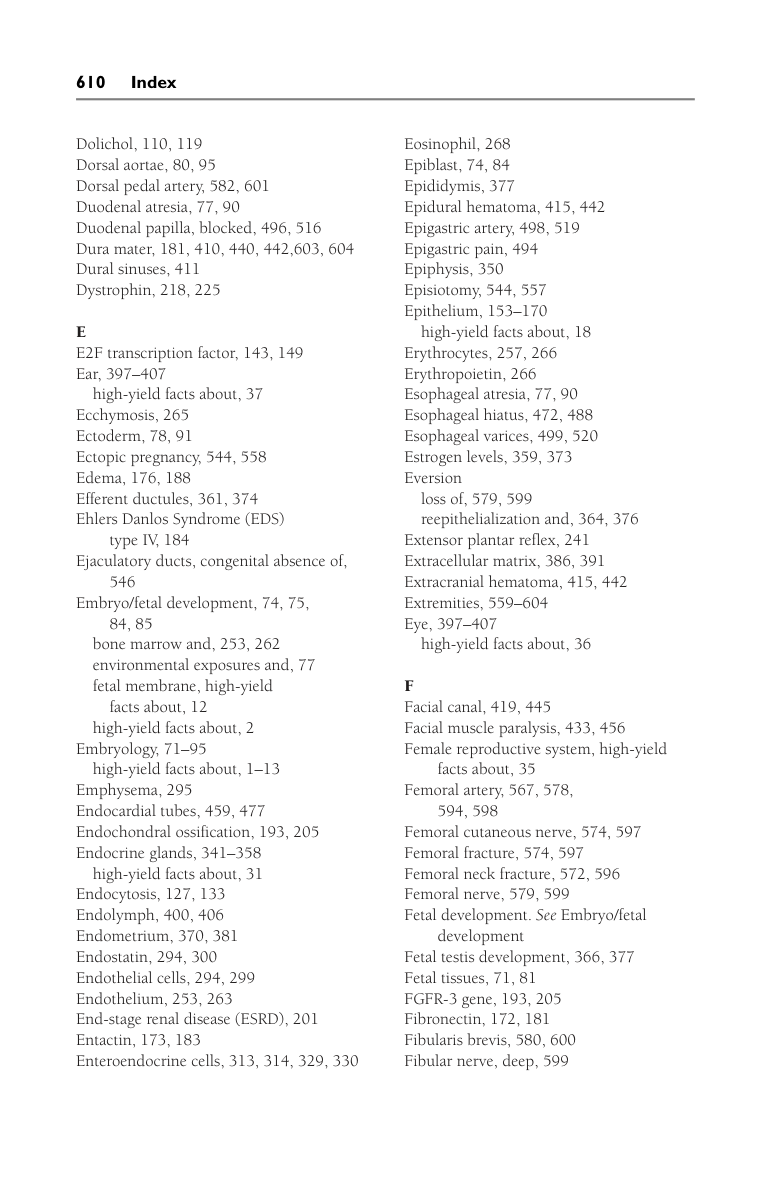 610 Index
Dolichol, 110, 119
Dorsal aortae, 80, 95
Dorsal pedal artery, 582, 601
Duodenal atresia, 77, 90
Duodenal papilla, blocked, 496, 516
Dura mater, 181, 410, 440, 442,603, 604
Dural sinuses, 411
Dystrophin, 218, 225
E
E2F transcription factor, 143, 149
Ear, 397–407
high-yield facts about, 37
Ecchymosis, 265
Ectoderm, 78, 91
Ectopic pregnancy, 544, 558
Edema, 176, 188
Efferent ductules, 361, 374
Ehlers Danlos Syndrome (EDS)
type IV, 184
Ejaculatory ducts, congenital absence of,
546
Embryo/fetal development, 74, 75,
84, 85
bone marrow and, 253, 262
environmental exposures and, 77
fetal membrane, high-yield
facts about, 12
high-yield facts about, 2
Embryology, 71–95
high-yield facts about, 1–13
Emphysema, 295
Endocardial tubes, 459, 477
Endochondral ossification, 193, 205
Endocrine glands, 341–358
high-yield facts about, 31
Endocytosis, 127, 133
Endolymph, 400, 406
Endometrium, 370, 381
Endostatin, 294, 300
Endothelial cells, 294, 299
Endothelium, 253, 263
End-stage renal disease (ESRD), 201
Entactin, 173, 183
Enteroendocrine cells, 313, 314, 329, 330
Eosinophil, 268
Epiblast, 74, 84
Epididymis, 377
Epidural hematoma, 415, 442
Epigastric artery, 498, 519
Epigastric pain, 494
Epiphysis, 350
Episiotomy, 544, 557
Epithelium, 153–170
high-yield facts about, 18
Erythrocytes, 257, 266
Erythropoietin, 266
Esophageal atresia, 77, 90
Esophageal hiatus, 472, 488
Esophageal varices, 499, 520
Estrogen levels, 359, 373
Eversion
loss of, 579, 599
reepithelialization and, 364, 376
Extensor plantar reflex, 241
Extracellular matrix, 386, 391
Extracranial hematoma, 415, 442
Extremities, 559–604
Eye, 397–407
high-yield facts about, 36
F
Facial canal, 419, 445
Facial muscle paralysis, 433, 456
Female reproductive system, high-yield
facts about, 35
Femoral artery, 567, 578,
594, 598
Femoral cutaneous nerve, 574, 597
Femoral fracture, 574, 597
Femoral neck fracture, 572, 596
Femoral nerve, 579, 599
Fetal development. See Embryo/fetal
development
Fetal testis development, 366, 377
Fetal tissues, 71, 81
FGFR-3 gene, 193, 205
Fibronectin, 172, 181
Fibularis brevis, 580, 600
Fibular nerve, deep, 599